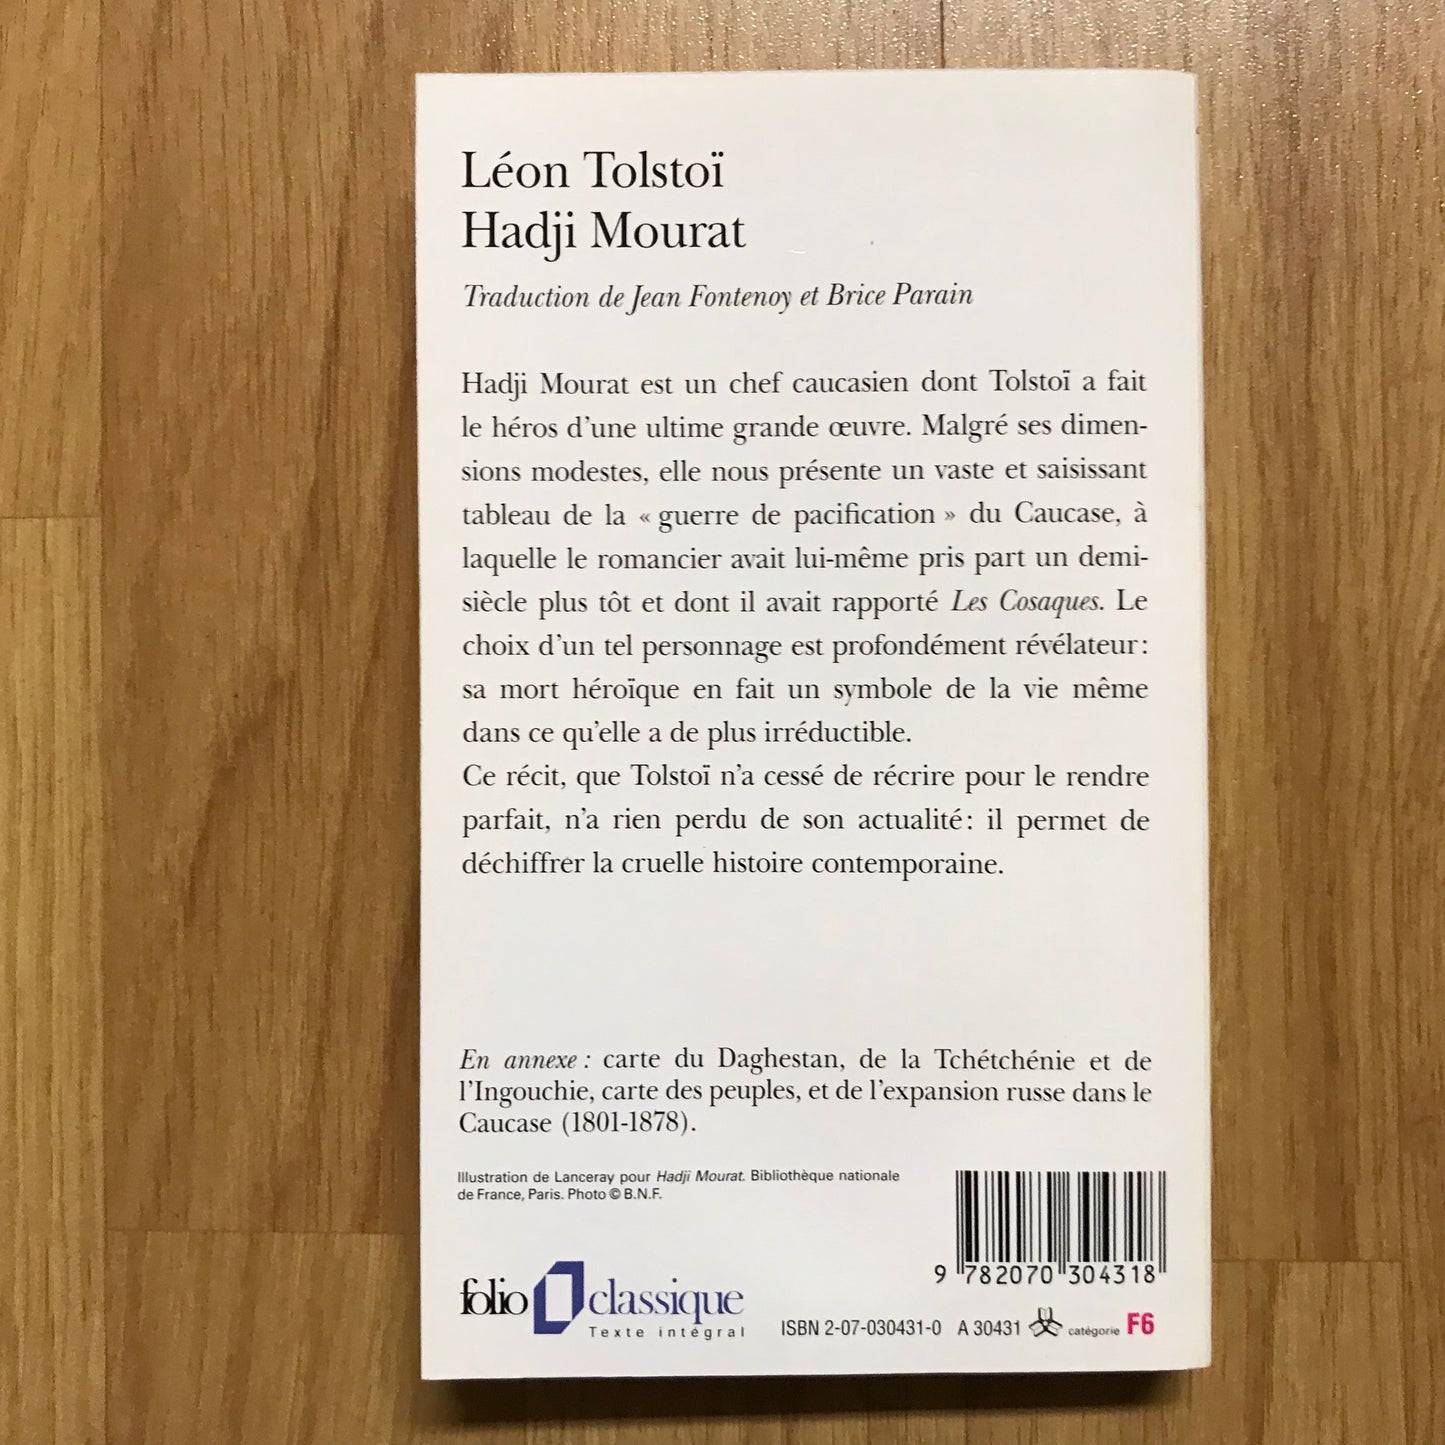 Léon Tolstoï
Hadji Mourat
Traduction de Jean Fontenoy et Brice Parain
Hadji Mourat est un chef caucasien dont Tolstoï a fait
le héros d’une ultime grande œuvre. Malgré ses dimen-
sions modestes, elle nous présente un vaste et saisissant
tableau de la « guerre de pacification » du Caucase, à
laquelle le romancier avait lui-même pris part un demi-
siècle plus tôt et dont il avait rapporté Les Cosaques. Le
choix d’un tel personnage est profondément révélateur :
sa mort héroïque en fait un symbole de la vie même
dans ce qu’elle a de plus irréductible.
Ce récit, que Tolstoï n’a cessé de récrire pour le rendre
parfait, n’a rien perdu de son actualité : il permet de
déchiffrer la cruelle histoire contemporaine.
En annexe : carte du Daghestan, de la Tchétchénie et de
l’Ingouchie, carte des peuples, et de l’expansion russe dans le
Caucase (1801-1878).
Illustration de Lanceray pour Hadji Mourat. Bibliothèque nationale
de France, Paris. Photo © B.N.F.
9 782070 304318
folio classique
Texte intégral
ISBN 2-07-030431-0 A 30431 catégorie F6